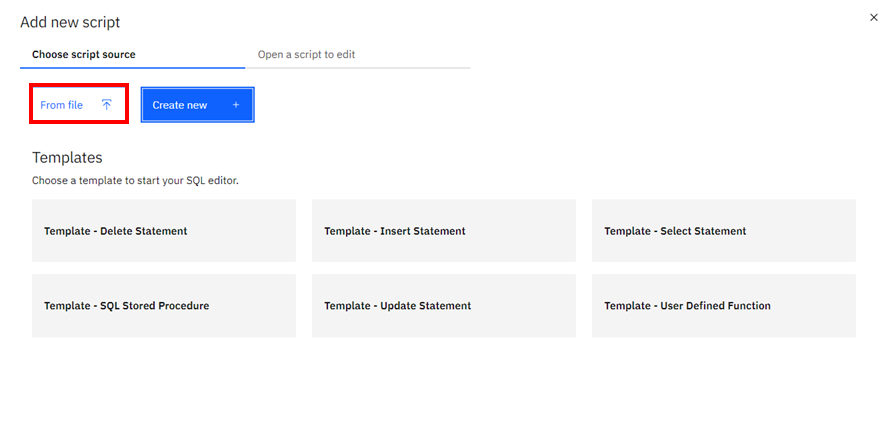 Add new script
Choose script source
Open a script to edit
From file
Create new
Templates
Choose a template to start your SQL editor.
Template - Delete Statement
Template - Insert Statement
Template - Select Statement
Template - SQL Stored Procedure
Template - Update Statement
Template - User Defined Function